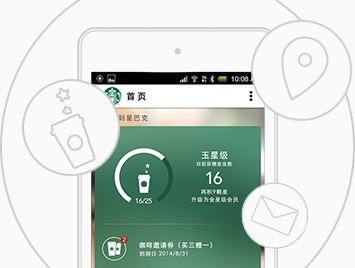 10:08
首页
到星巴克
玉星级
目前获赠星星数
16
再积9颗星
升级为金星级会员
16/25
2
咖啡邀请券（买三赠一）
到期日 2014/8/31